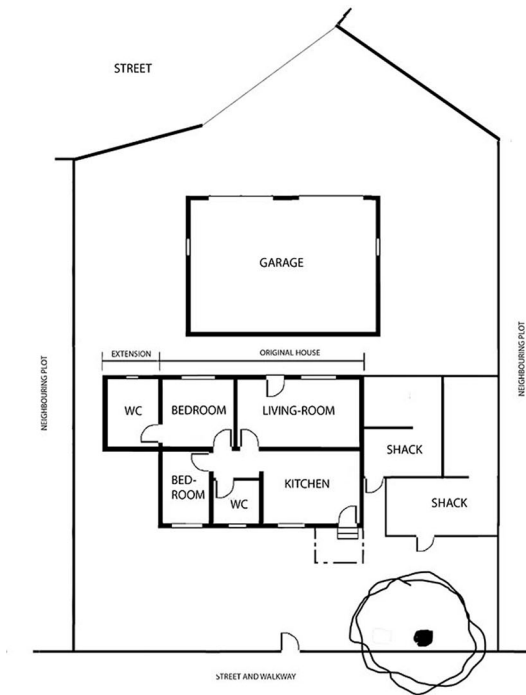 STREET
GARAGE
NEIGHBOURING PLOT
NEIGHBOURING PLOT
EXTENSION
ORIGINAL HOUSE
WC
BEDROOM
LIVING-ROOM
SHACK
BED-
ROOM
WC
KITCHEN
SHACK
STREET AND WALKWAY